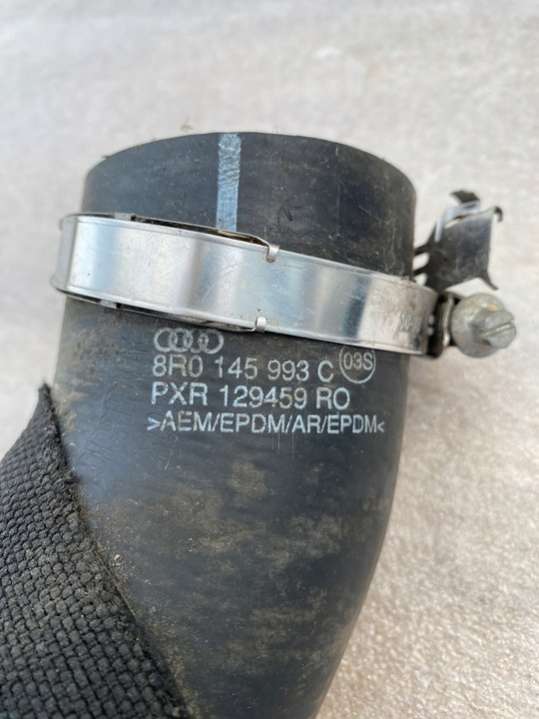 8R0 145 993 C 03S
PXR 129459 RO
>AEM/EPDM/AR/EPDM<